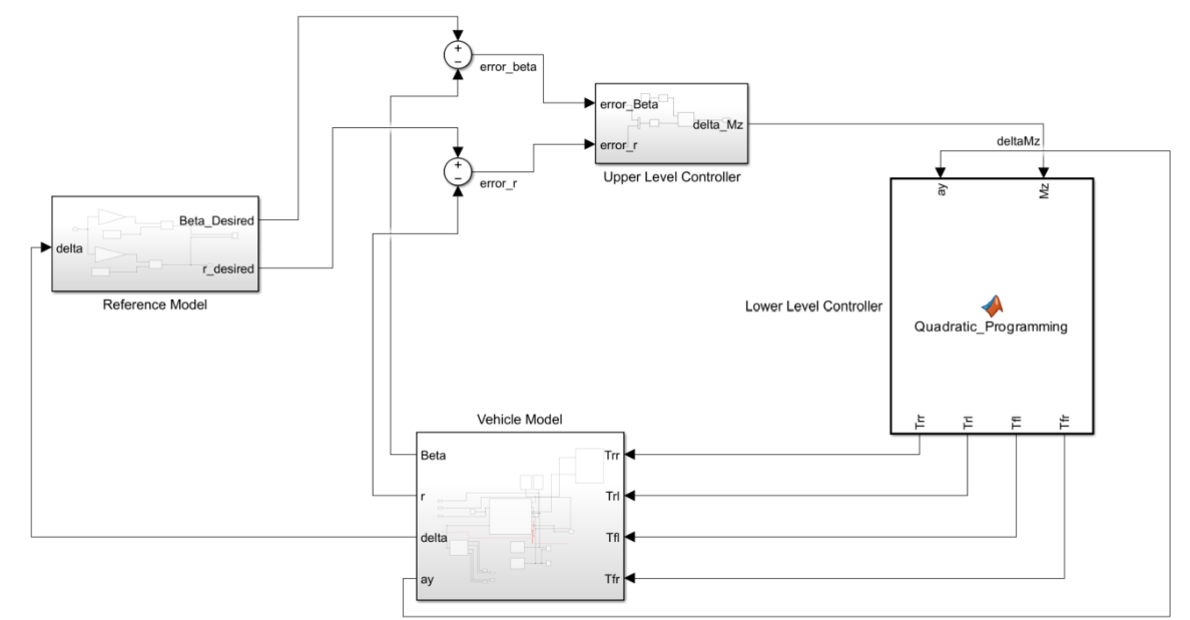 error_beta
error_Beta
delta_Mz
error_r
Upper Level Controller
error_r
deltaMz
ay
Mz
Beta_Desired
delta
r_desired
Reference Model
Lower Level Controller
Quadratic_Programming
Trr
Trl
Tfl
Tfr
Vehicle Model
Beta
Trr
r
Trl
delta
Tfl
ay
Tfr